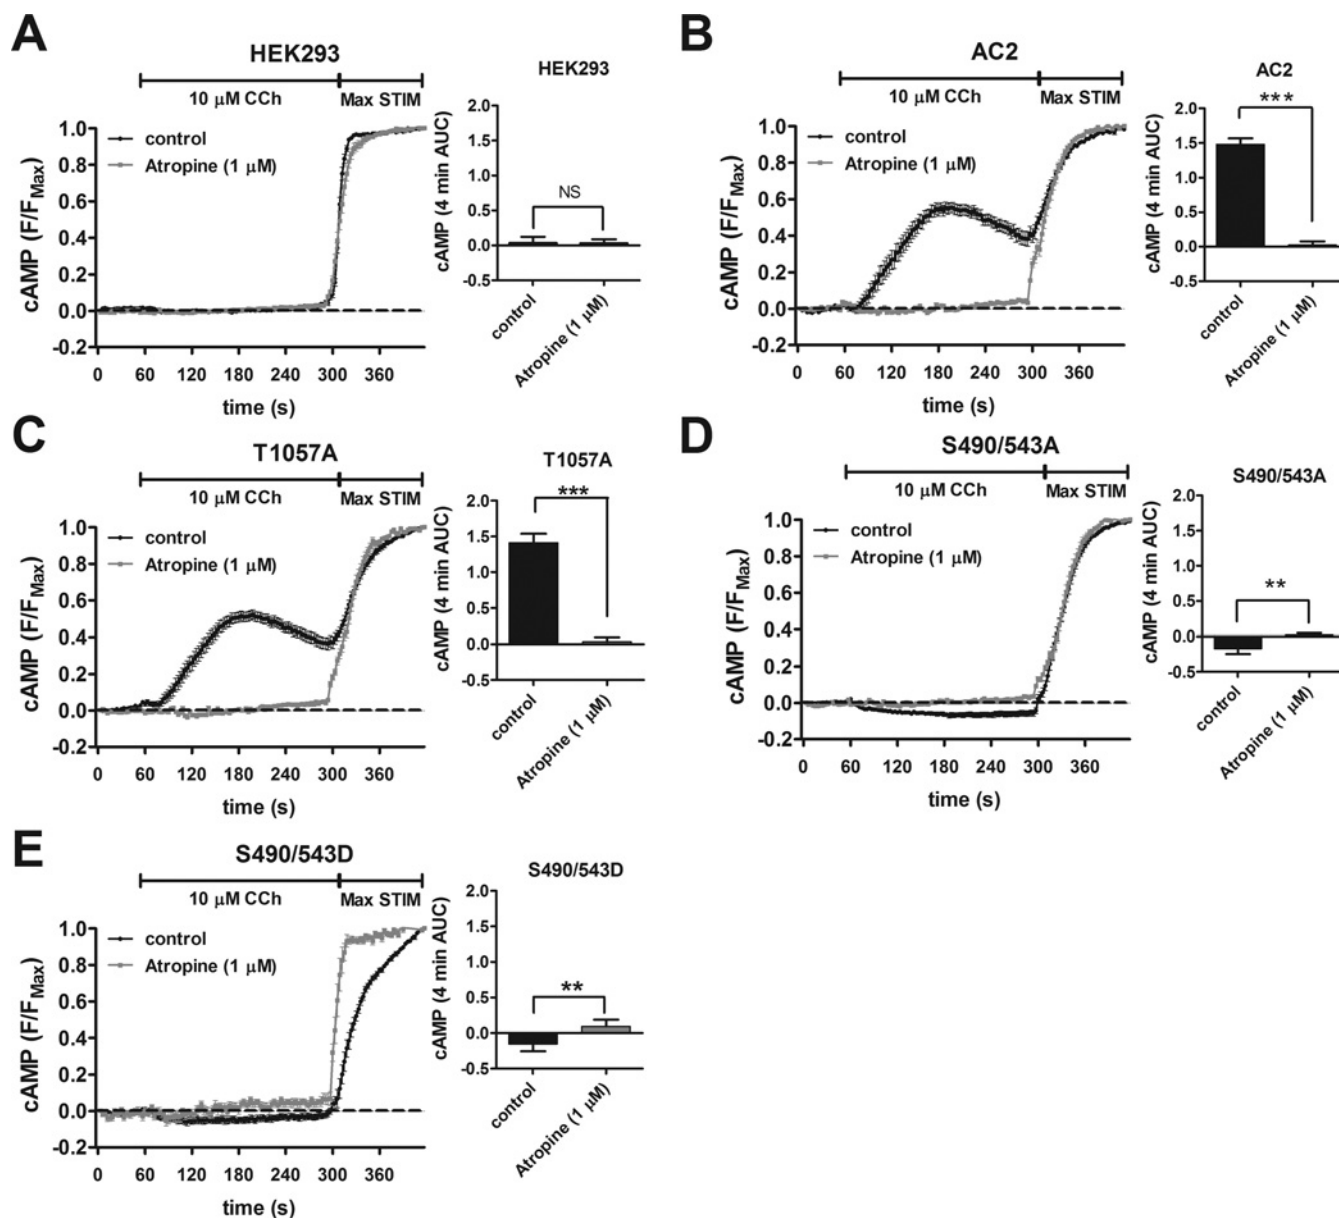 A
HEK293
10 μM CCh
Max STIM
control
Atropine (1 μM)
cAMP (F/F_Max)
1.0
0.8
0.6
0.4
0.2
0.0
-0.2
0 60 120 180 240 300 360
time (s)
HEK293
cAMP (4 min AUC)
2.0
1.5
1.0
0.5
0.0
-0.5
NS
control
Atropine (1 μM)
B
AC2
10 μM CCh
Max STIM
control
Atropine (1 μM)
cAMP (F/F_Max)
1.0
0.8
0.6
0.4
0.2
0.0
-0.2
0 60 120 180 240 300 360
time (s)
AC2
cAMP (4 min AUC)
2.0
1.5
1.0
0.5
0.0
-0.5
***
control
Atropine (1 μM)
C
T1057A
10 μM CCh
Max STIM
control
Atropine (1 μM)
cAMP (F/F_Max)
1.0
0.8
0.6
0.4
0.2
0.0
-0.2
0 60 120 180 240 300 360
time (s)
T1057A
cAMP (4 min AUC)
2.0
1.5
1.0
0.5
0.0
-0.5
***
control
Atropine (1 μM)
D
S490/543A
10 μM CCh
Max STIM
control
Atropine (1 μM)
cAMP (F/F_Max)
1.0
0.8
0.6
0.4
0.2
0.0
-0.2
0 60 120 180 240 300 360
time (s)
S490/543A
cAMP (4 min AUC)
2.0
1.5
1.0
0.5
0.0
-0.5
**
control
Atropine (1 μM)
E
S490/543D
10 μM CCh
Max STIM
control
Atropine (1 μM)
cAMP (F/F_Max)
1.0
0.8
0.6
0.4
0.2
0.0
-0.2
0 60 120 180 240 300 360
time (s)
S490/543D
cAMP (4 min AUC)
2.0
1.5
1.0
0.5
0.0
-0.5
**
control
Atropine (1 μM)